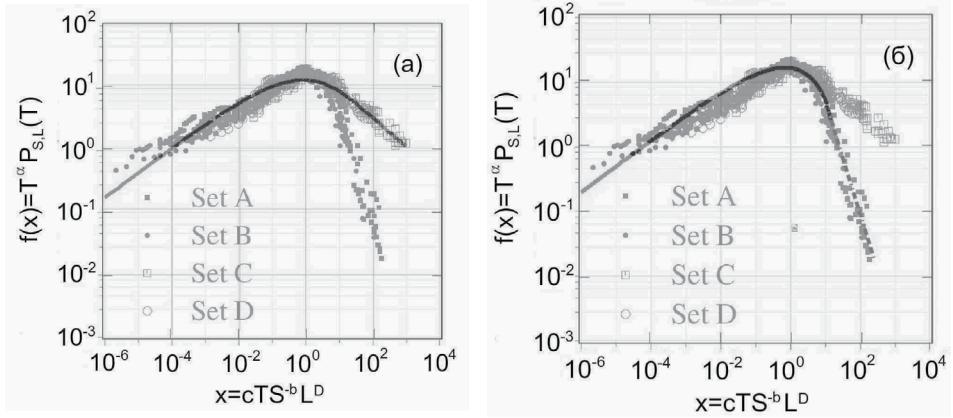 10² 10¹ 10⁰ 10⁻¹ 10⁻² 10⁻³
f(x)=T^α P_S,L(T)
(а)
Set A
Set B
Set C
Set D
10⁻⁶ 10⁻⁴ 10⁻² 10⁰ 10² 10⁴
x=cTS⁻ᵇLᴰ
10² 10¹ 10⁰ 10⁻¹ 10⁻² 10⁻³
f(x)=T^α P_S,L(T)
(б)
Set A
Set B
Set C
Set D
10⁻⁶ 10⁻⁴ 10⁻² 10⁰ 10² 10⁴
x=cTS⁻ᵇLᴰ